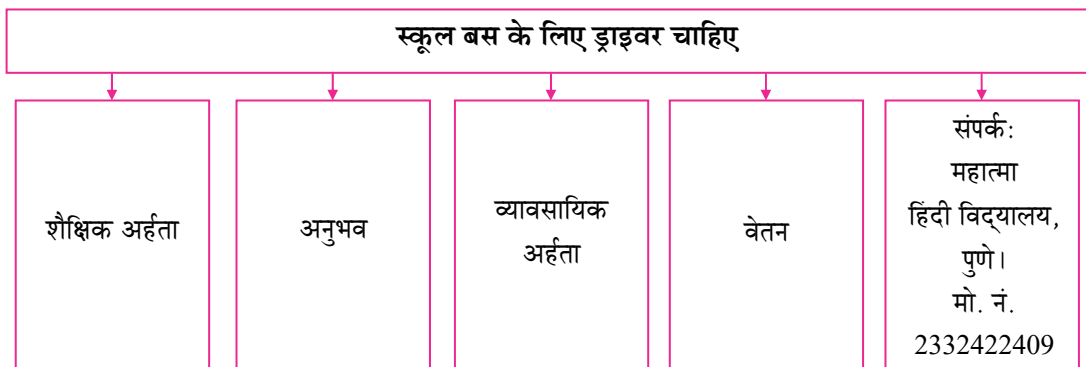 स्कूल बस के लिए ड्राइवर चाहिए
शैक्षिक अर्हता
अनुभव
व्यावसायिक
अर्हता
वेतन
संपर्क:
महात्मा
हिंदी विद्‌यालय,
पुणे।
मो. नं.
2332422409